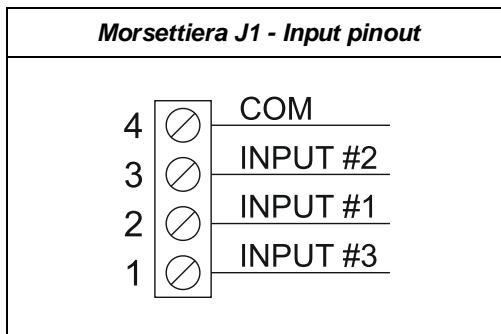 Morsettiera J1 - Input pinout
4 COM
3 INPUT #2
2 INPUT #1
1 INPUT #3